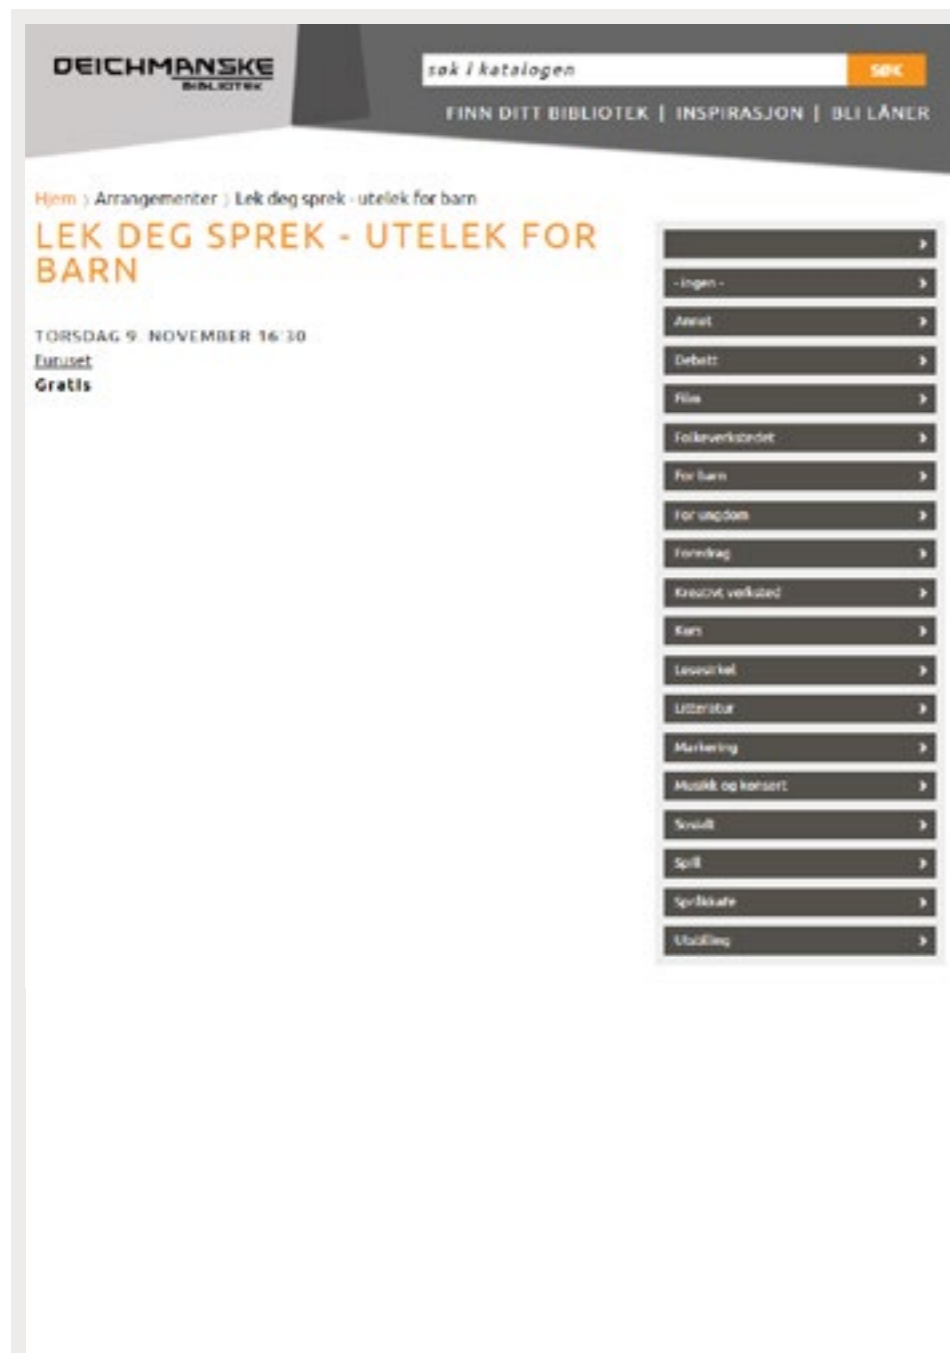 DEICHMANSKE
BIBLIOTEK
søk i katalogen
SØK
FINN DITT BIBLIOTEK | INSPIRASJON | BLI LÅNER
Hjem › Arrangementer › Lek deg sprek - utelek for barn
LEK DEG SPREK - UTELEK FOR
BARN
TORSDAG 9. NOVEMBER 16:30
Furuset
Gratis
- ingen -
Annet
Debatt
Film
Folkeverkstedet
For barn
For ungdom
Foredrag
Kreativt verksted
Kurs
Lesesirkel
Litteratur
Markering
Musikk og konsert
Sosialt
Spill
Språkkafe
Utstilling